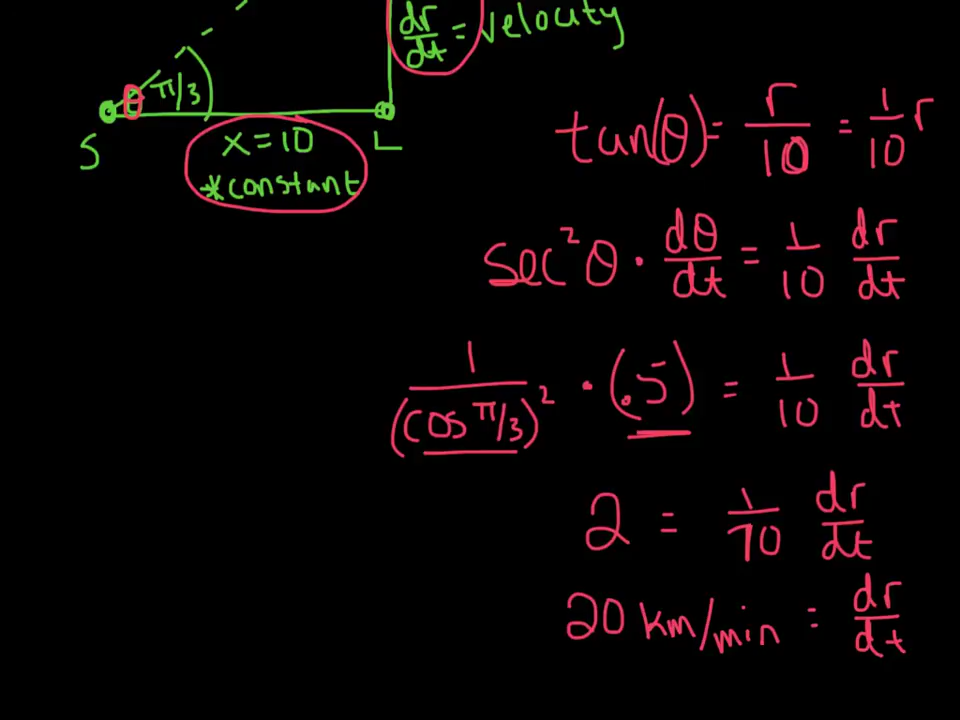 dr/dt = velocity
θ π/3
S x = 10 L
*constant
tan(θ) = r/10 = 1/10 r
sec²θ · dθ/dt = 1/10 dr/dt
1/(cos π/3)² · (.5) = 1/10 dr/dt
2 = 1/10 dr/dt
20 km/min = dr/dt